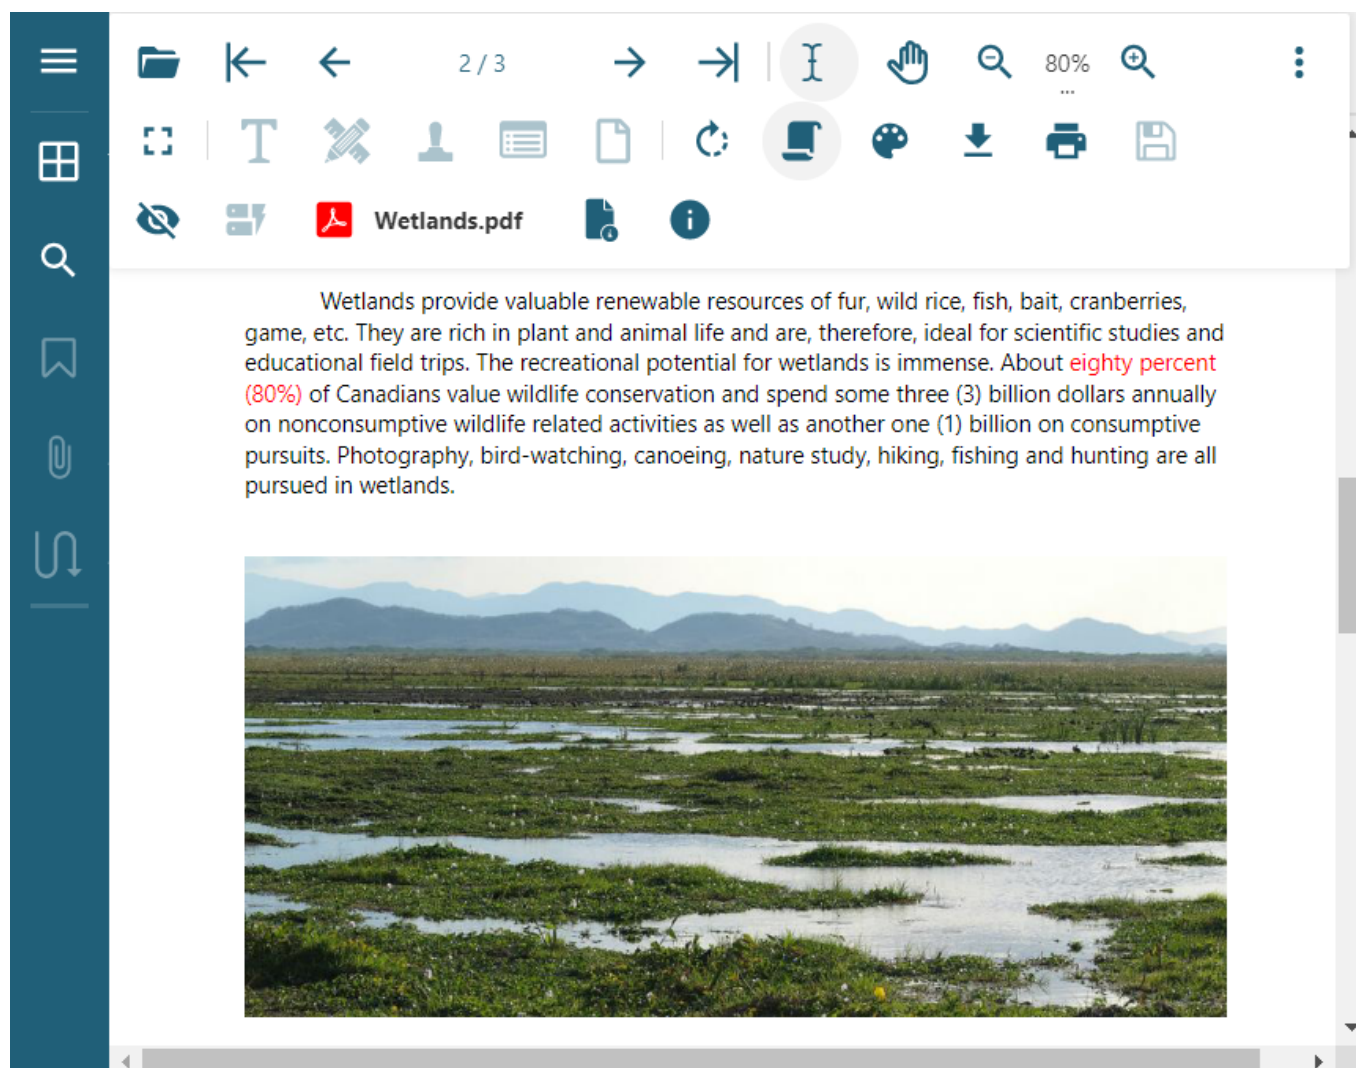 2 / 3
80%
...
Wetlands.pdf
Wetlands provide valuable renewable resources of fur, wild rice, fish, bait, cranberries,
game, etc. They are rich in plant and animal life and are, therefore, ideal for scientific studies and
educational field trips. The recreational potential for wetlands is immense. About eighty percent
(80%) of Canadians value wildlife conservation and spend some three (3) billion dollars annually
on nonconsumptive wildlife related activities as well as another one (1) billion on consumptive
pursuits. Photography, bird-watching, canoeing, nature study, hiking, fishing and hunting are all
pursued in wetlands.